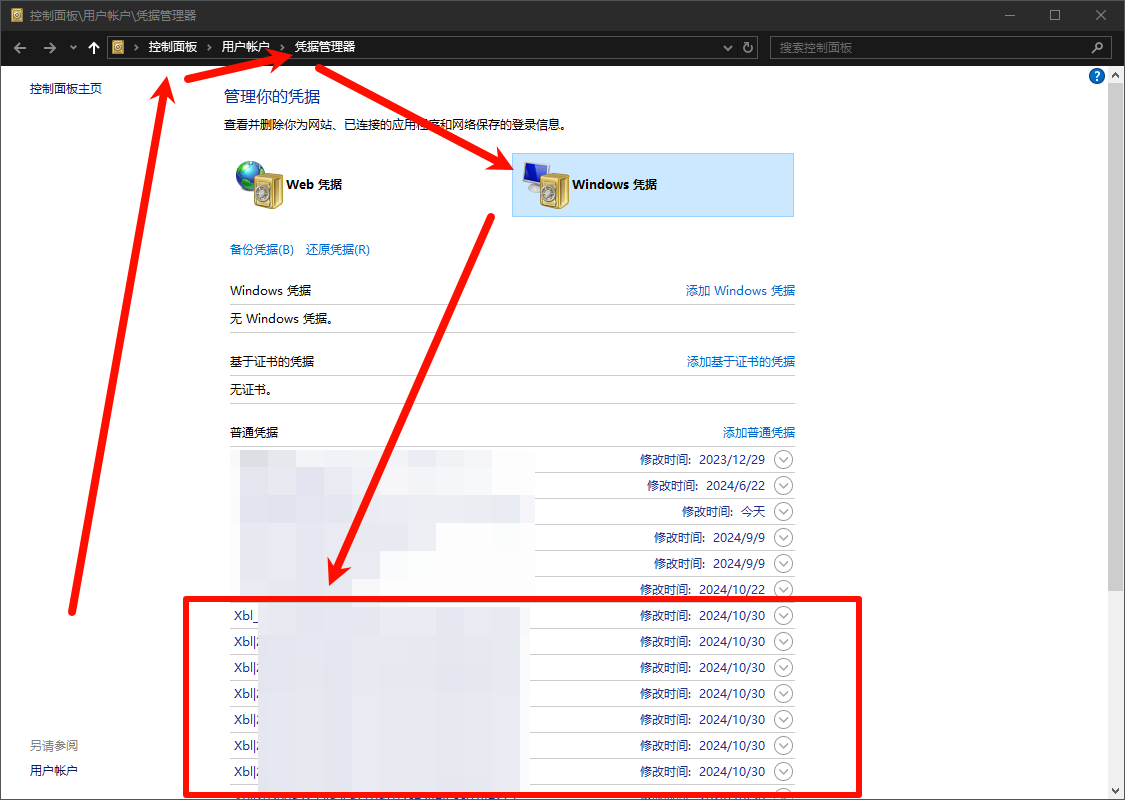 控制面板\用户帐户\凭据管理器
控制面板 › 用户帐户 › 凭据管理器
搜索控制面板
控制面板主页
管理你的凭据
查看并删除你为网站、已连接的应用程序和网络保存的登录信息。
Web 凭据
Windows 凭据
备份凭据(B) 还原凭据(R)
Windows 凭据 添加 Windows 凭据
无 Windows 凭据。
基于证书的凭据 添加基于证书的凭据
无证书。
普通凭据 添加普通凭据
修改时间: 2023/12/29
修改时间: 2024/6/22
修改时间: 今天
修改时间: 2024/9/9
修改时间: 2024/9/9
修改时间: 2024/10/22
Xbl_ 修改时间: 2024/10/30
Xbl| 修改时间: 2024/10/30
Xbl| 修改时间: 2024/10/30
Xbl| 修改时间: 2024/10/30
Xbl| 修改时间: 2024/10/30
Xbl| 修改时间: 2024/10/30
Xbl| 修改时间: 2024/10/30
另请参阅
用户帐户